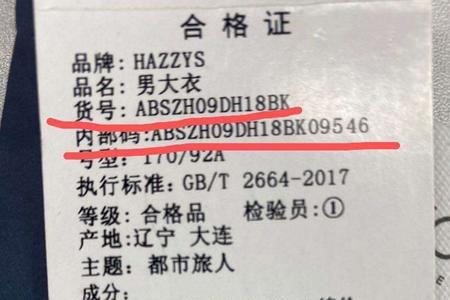 合格证
品牌: HAZZYS
品名: 男大衣
货号: ABSZH09DH18BK
内部码:ABSZH09DH18BK09546
号型: 170/92A
执行标准: GB/T 2664-2017
等级: 合格品 检验员:①
产地:辽宁 大连
主题: 都市旅人
成分: